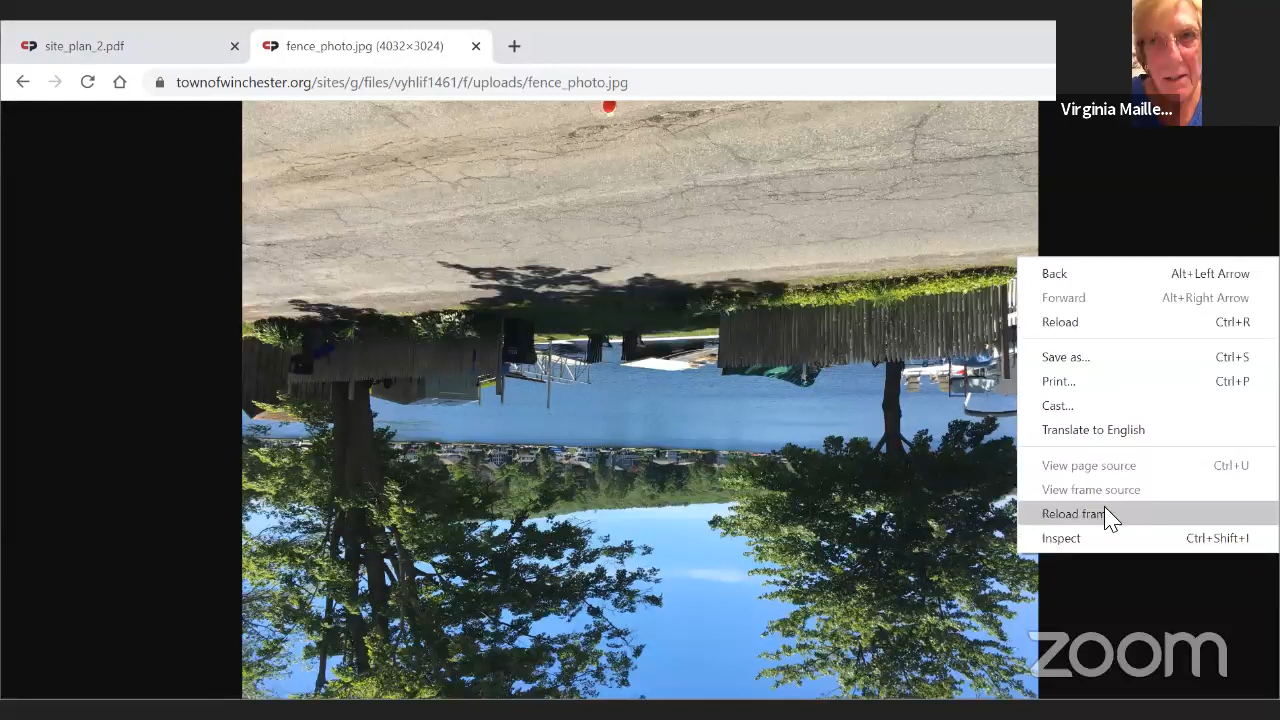 site_plan_2.pdf
fence_photo.jpg (4032×3024)
townofwinchester.org/sites/g/files/vyhlif1461/f/uploads/fence_photo.jpg
Virginia Maille...
Back Alt+Left Arrow
Forward Alt+Right Arrow
Reload Ctrl+R
Save as... Ctrl+S
Print... Ctrl+P
Cast...
Translate to English
View page source Ctrl+U
View frame source
Reload fram
Inspect Ctrl+Shift+I
zoom